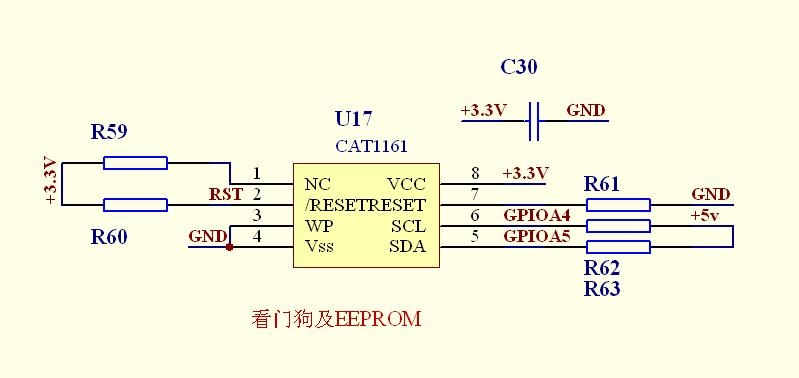 C30
+3.3V
GND
U17
CAT1161
R59
+3.3V
R60
RST
GND
1
2
3
4
NC
VCC
/RESETRESET
WP
SCL
Vss
SDA
8
7
6
5
+3.3V
GPIOA4
GPIOA5
R61
GND
+5v
R62
R63
看门狗及EEPROM